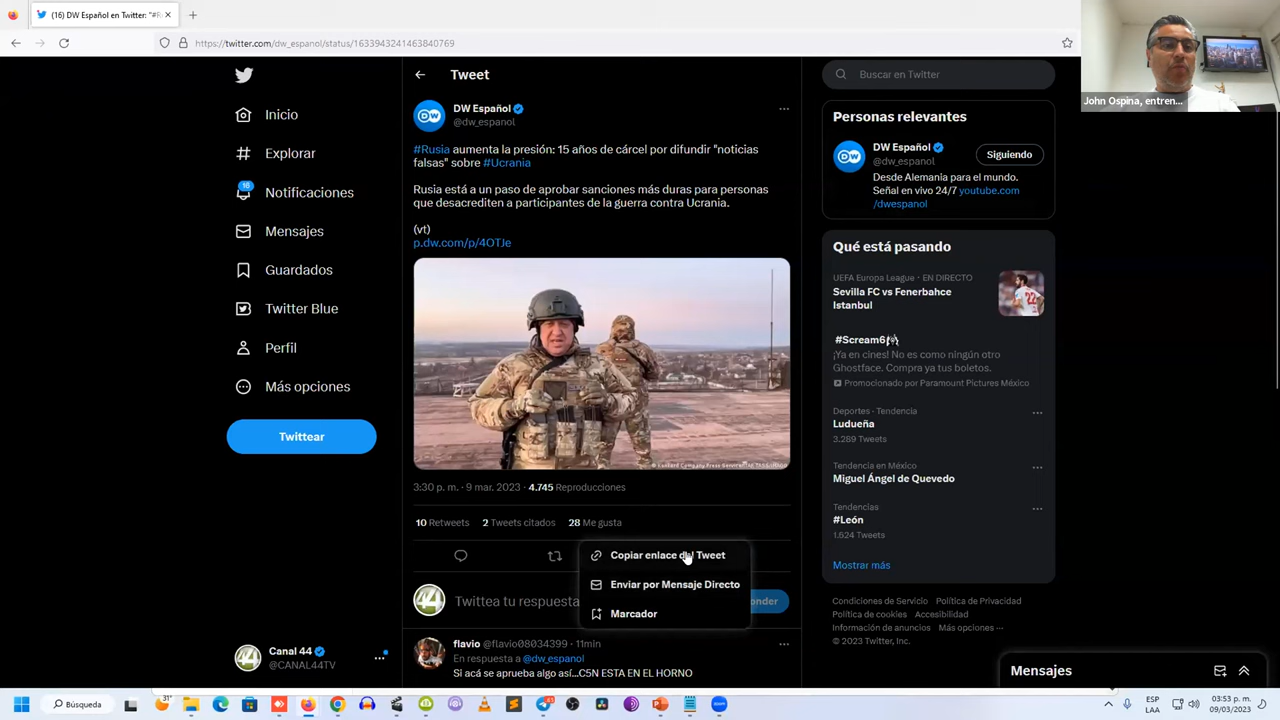 (16) DW Español en Twitter: "#R
https://twitter.com/dw_espanol/status/1633943241463840769
John Ospina, entren...
Inicio
Explorar
16
Notificaciones
Mensajes
Guardados
Twitter Blue
Perfil
Más opciones
Twittear
Canal 44
@CANAL44TV
Tweet
DW
DW Español
@dw_espanol
#Rusia aumenta la presión: 15 años de cárcel por difundir "noticias
falsas" sobre #Ucrania
Rusia está a un paso de aprobar sanciones más duras para personas
que desacrediten a participantes de la guerra contra Ucrania.
(vt)
p.dw.com/p/4OTJe
3:30 p. m. · 9 mar. 2023 · 4.745 Reproducciones
10 Retweets 2 Tweets citados 28 Me gusta
Copiar enlace del Tweet
Enviar por Mensaje Directo
Marcador
44
Twittea tu respuesta
onder
flavio @flavio08034399 · 11min
En respuesta a @dw_espanol
Si acá se aprueba algo así...C5N ESTA EN EL HORNO
Buscar en Twitter
Personas relevantes
DW
DW Español
@dw_espanol
Siguiendo
Desde Alemania para el mundo.
Señal en vivo 24/7 youtube.com
/dwespanol
Qué está pasando
UEFA Europa League · EN DIRECTO
Sevilla FC vs Fenerbahce
Istanbul
#Scream6
¡Ya en cines! No es como ningún otro
Ghostface. Compra ya tus boletos.
Promocionado por Paramount Pictures México
Deportes · Tendencia
Ludueña
3.289 Tweets
Tendencia en México
Miguel Ángel de Quevedo
Tendencias
#León
1.524 Tweets
Mostrar más
Condiciones de Servicio Política de Privacidad
Política de cookies Accesibilidad
Información de anuncios Más opciones ···
© 2023 Twitter, Inc.
Mensajes
Búsqueda
31°
ESP
LAA
03:53 p. m.
09/03/2023